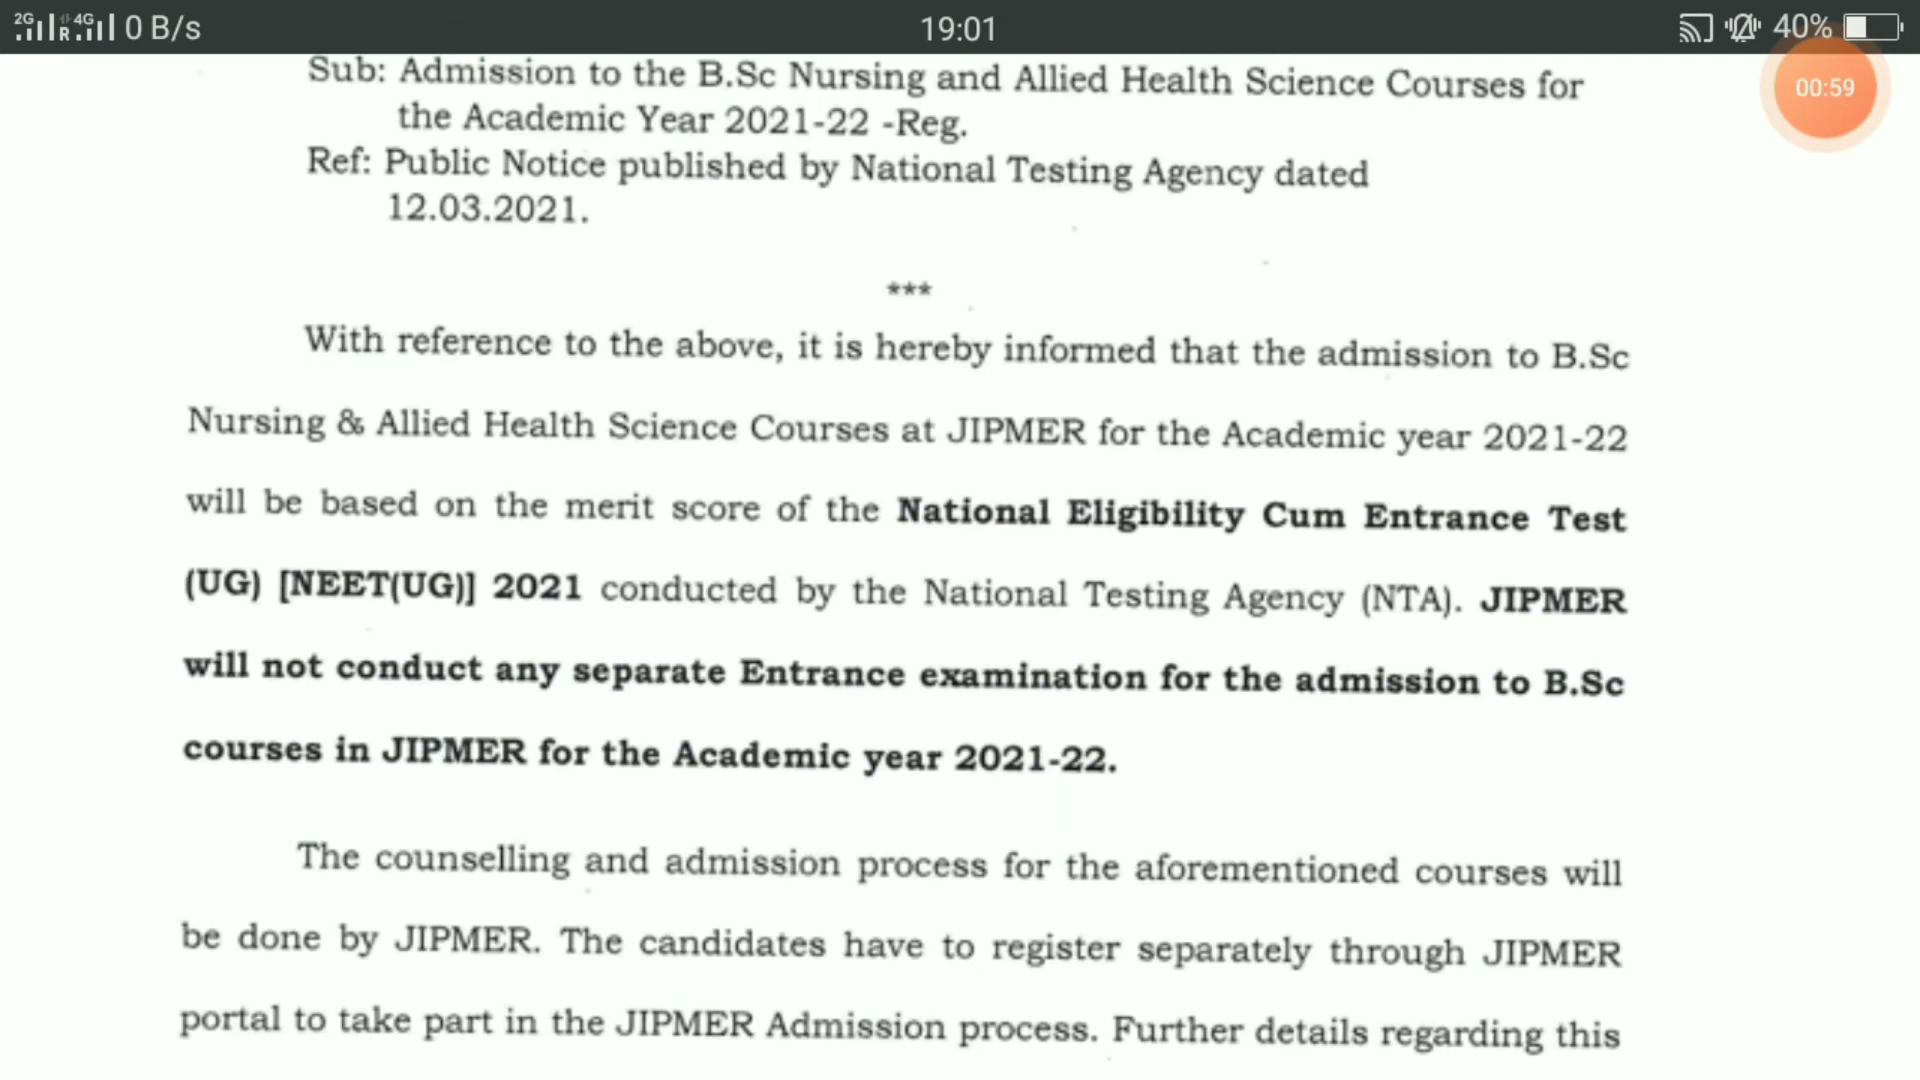 2G R 4G 0 B/s 19:01 40%
00:59
Sub: Admission to the B.Sc Nursing and Allied Health Science Courses for
the Academic Year 2021-22 -Reg.
Ref: Public Notice published by National Testing Agency dated
12.03.2021.
***
With reference to the above, it is hereby informed that the admission to B.Sc
Nursing & Allied Health Science Courses at JIPMER for the Academic year 2021-22
will be based on the merit score of the National Eligibility Cum Entrance Test
(UG) [NEET(UG)] 2021 conducted by the National Testing Agency (NTA). JIPMER
will not conduct any separate Entrance examination for the admission to B.Sc
courses in JIPMER for the Academic year 2021-22.
The counselling and admission process for the aforementioned courses will
be done by JIPMER. The candidates have to register separately through JIPMER
portal to take part in the JIPMER Admission process. Further details regarding this